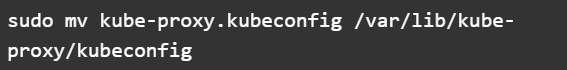 sudo mv kube-proxy.kubeconfig /var/lib/kube-
proxy/kubeconfig